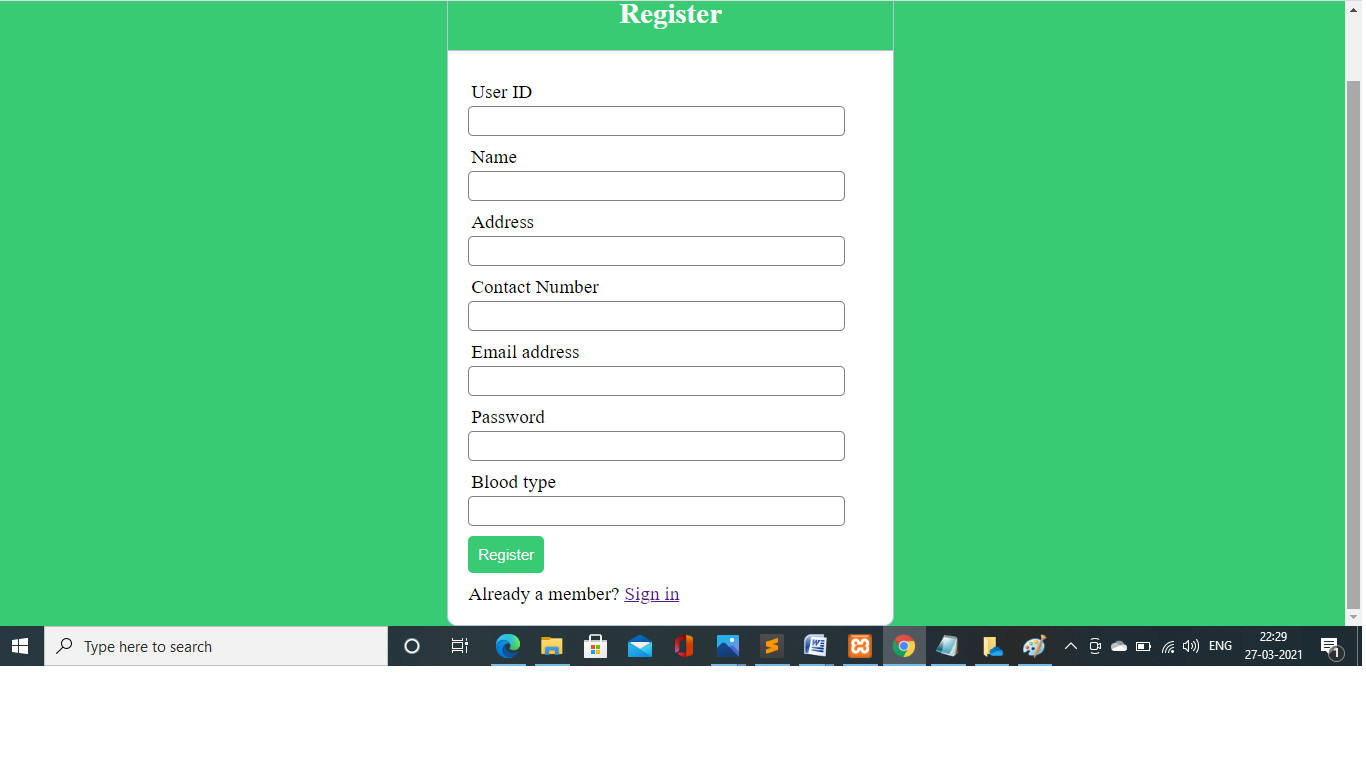 Register
User ID
Name
Address
Contact Number
Email address
Password
Blood type
Register
Already a member? Sign in
Type here to search
ENG
22:29
27-03-2021
1